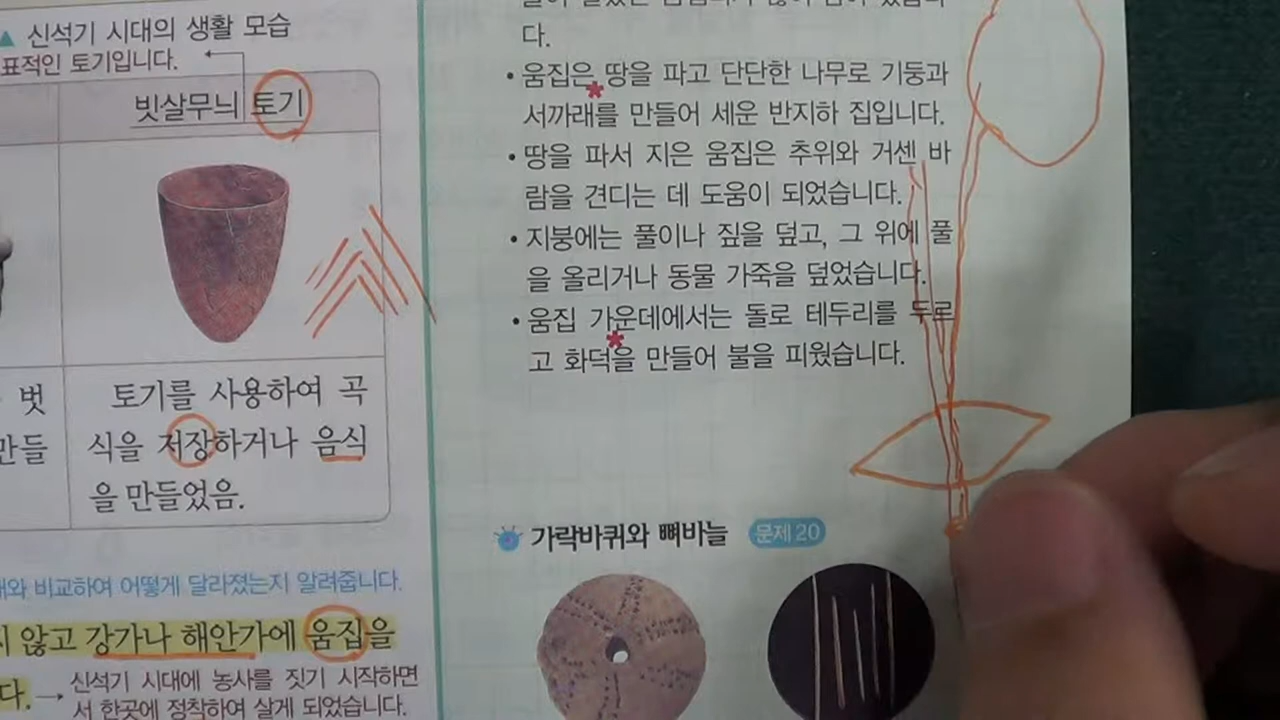 ▲ 신석기 시대의 생활 모습
표적인 토기입니다.
빗살무늬 토기
벗
만들
토기를 사용하여 곡
식을 저장하거나 음식
을 만들었음.
와 비교하여 어떻게 달라졌는지 알려줍니다.
않고 강가나 해안가에 움집을
다. → 신석기 시대에 농사를 짓기 시작하면
서 한곳에 정착하여 살게 되었습니다.
다.
• 움집은 땅을 파고 단단한 나무로 기둥과
서까래를 만들어 세운 반지하 집입니다.
• 땅을 파서 지은 움집은 추위와 거센 바
람을 견디는 데 도움이 되었습니다.
• 지붕에는 풀이나 짚을 덮고, 그 위에 풀
을 올리거나 동물 가죽을 덮었습니다.
• 움집 가운데에서는 돌로 테두리를 두르
고 화덕을 만들어 불을 피웠습니다.
가락바퀴와 뼈바늘 문제 20